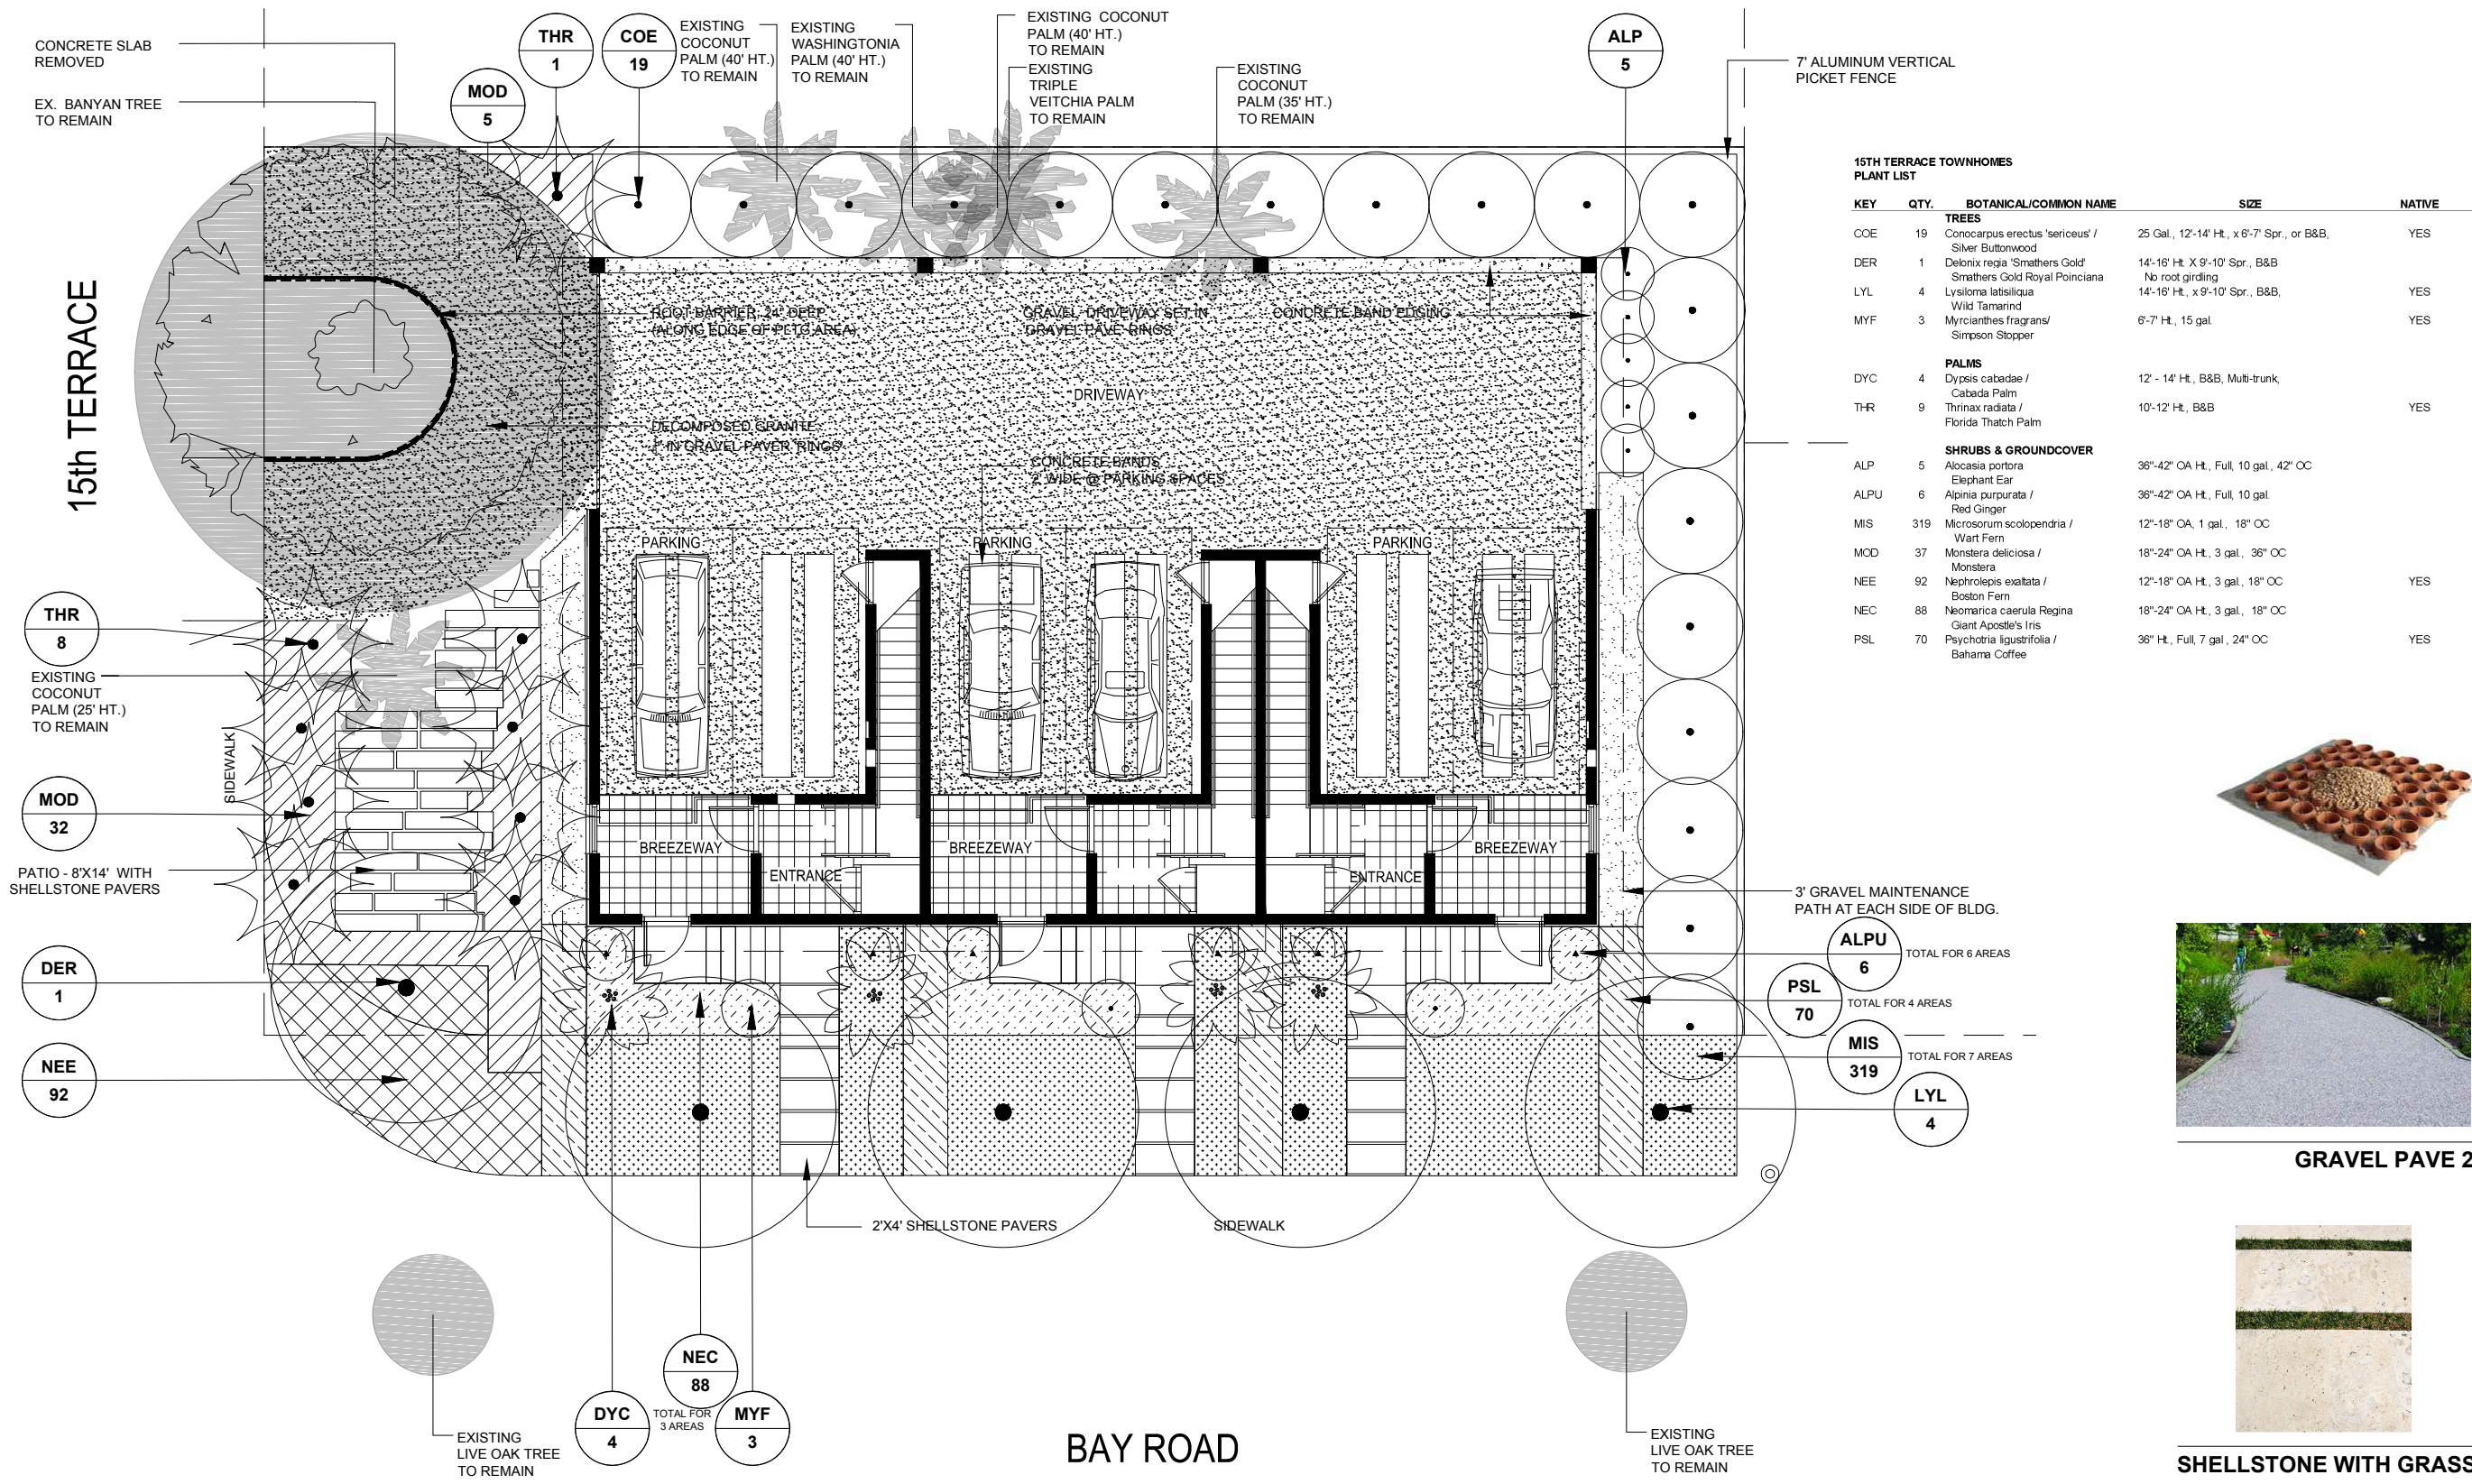 CONCRETE SLAB
REMOVED
EX. BANYAN TREE
TO REMAIN
MOD
5
THR
1
COE
19
EXISTING
COCONUT
PALM (40' HT.)
TO REMAIN
EXISTING
WASHINGTONIA
PALM (40' HT.)
TO REMAIN
EXISTING COCONUT
PALM (40' HT.)
TO REMAIN
EXISTING
TRIPLE
VEITCHIA PALM
TO REMAIN
EXISTING
COCONUT
PALM (35' HT.)
TO REMAIN
ALP
5
7' ALUMINUM VERTICAL
PICKET FENCE
15th TERRACE
ROOT BARRIER, 24" DEEP
(ALONG EDGE OF PLTG AREA)
GRAVEL DRIVEWAY SET IN
GRAVEL PAVE RINGS
CONCRETE BAND EDGING
DRIVEWAY
DECOMPOSED GRANITE
1" IN GRAVEL PAVER RINGS
CONCRETE BANDS
2' WIDE @ PARKING SPACES
PARKING
PARKING
PARKING
THR
8
EXISTING
COCONUT
PALM (25' HT.)
TO REMAIN
SIDEWALK
MOD
32
PATIO - 8'X14' WITH
SHELLSTONE PAVERS
BREEZEWAY
ENTRANCE
BREEZEWAY
ENTRANCE
BREEZEWAY
3' GRAVEL MAINTENANCE
PATH AT EACH SIDE OF BLDG.
DER
1
NEE
92
ALPU
6
TOTAL FOR 6 AREAS
PSL
70
TOTAL FOR 4 AREAS
MIS
319
TOTAL FOR 7 AREAS
LYL
4
2'X4' SHELLSTONE PAVERS
SIDEWALK
NEC
88
TOTAL FOR
3 AREAS
DYC
4
MYF
3
EXISTING
LIVE OAK TREE
TO REMAIN
BAY ROAD
EXISTING
LIVE OAK TREE
TO REMAIN
15TH TERRACE TOWNHOMES
PLANT LIST
KEY QTY. BOTANICAL/COMMON NAME SIZE NATIVE
TREES
COE 19 Conocarpus erectus 'sericeus' / 25 Gal., 12'-14' Ht., x 6'-7' Spr., or B&B, YES
Silver Buttonwood
DER 1 Delonix regia 'Smathers Gold' 14'-16' Ht. X 9'-10' Spr., B&B
Smathers Gold Royal Poinciana No root girdling
LYL 4 Lysiloma latisiliqua 14'-16' Ht., x 9'-10' Spr., B&B, YES
Wild Tamarind
MYF 3 Myrcianthes fragrans/ 6'-7' Ht., 15 gal. YES
Simpson Stopper
PALMS
DYC 4 Dypsis cabadae / 12' - 14' Ht., B&B, Multi-trunk,
Cabada Palm
THR 9 Thrinax radiata / 10'-12' Ht., B&B YES
Florida Thatch Palm
SHRUBS & GROUNDCOVER
ALP 5 Alocasia portora 36"-42" OA Ht., Full, 10 gal., 42" OC
Elephant Ear
ALPU 6 Alpinia purpurata / 36"-42" OA Ht., Full, 10 gal.
Red Ginger
MIS 319 Microsorum scolopendria / 12"-18" OA, 1 gal., 18" OC
Wart Fern
MOD 37 Monstera deliciosa / 18"-24" OA Ht., 3 gal., 36" OC
Monstera
NEE 92 Nephrolepis exaltata / 12"-18" OA Ht., 3 gal., 18" OC YES
Boston Fern
NEC 88 Neomarica caerula Regina 18"-24" OA Ht., 3 gal., 18" OC
Giant Apostle's Iris
PSL 70 Psychotria ligustrifolia / 36" Ht., Full, 7 gal., 24" OC YES
Bahama Coffee
GRAVEL PAVE 2
SHELLSTONE WITH GRASS